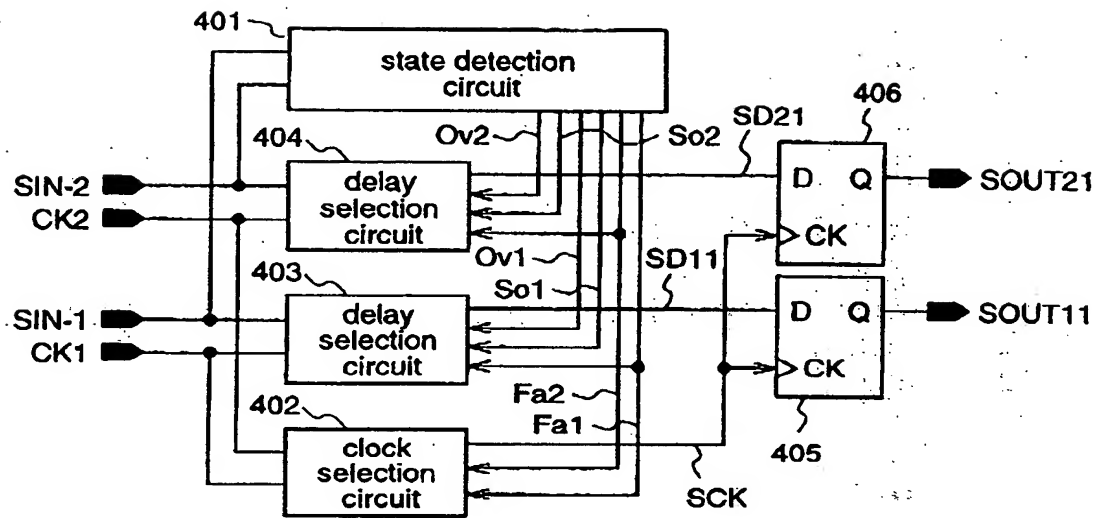 401
state detection
circuit
406
Ov2
So2
SD21
404
SIN-2
delay
selection
circuit
D Q
SOUT21
CK2
CK
Ov1
SD11
403
So1
SIN-1
delay
selection
circuit
D Q
SOUT11
CK1
CK
Fa2
402
Fa1
405
clock
selection
circuit
SCK